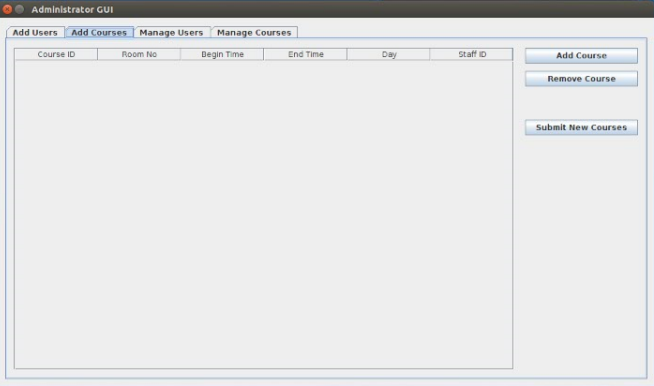 Administrator GUI
Add Users Add Courses Manage Users Manage Courses
Course ID Room No Begin Time End Time Day Staff ID
Add Course
Remove Course
Submit New Courses